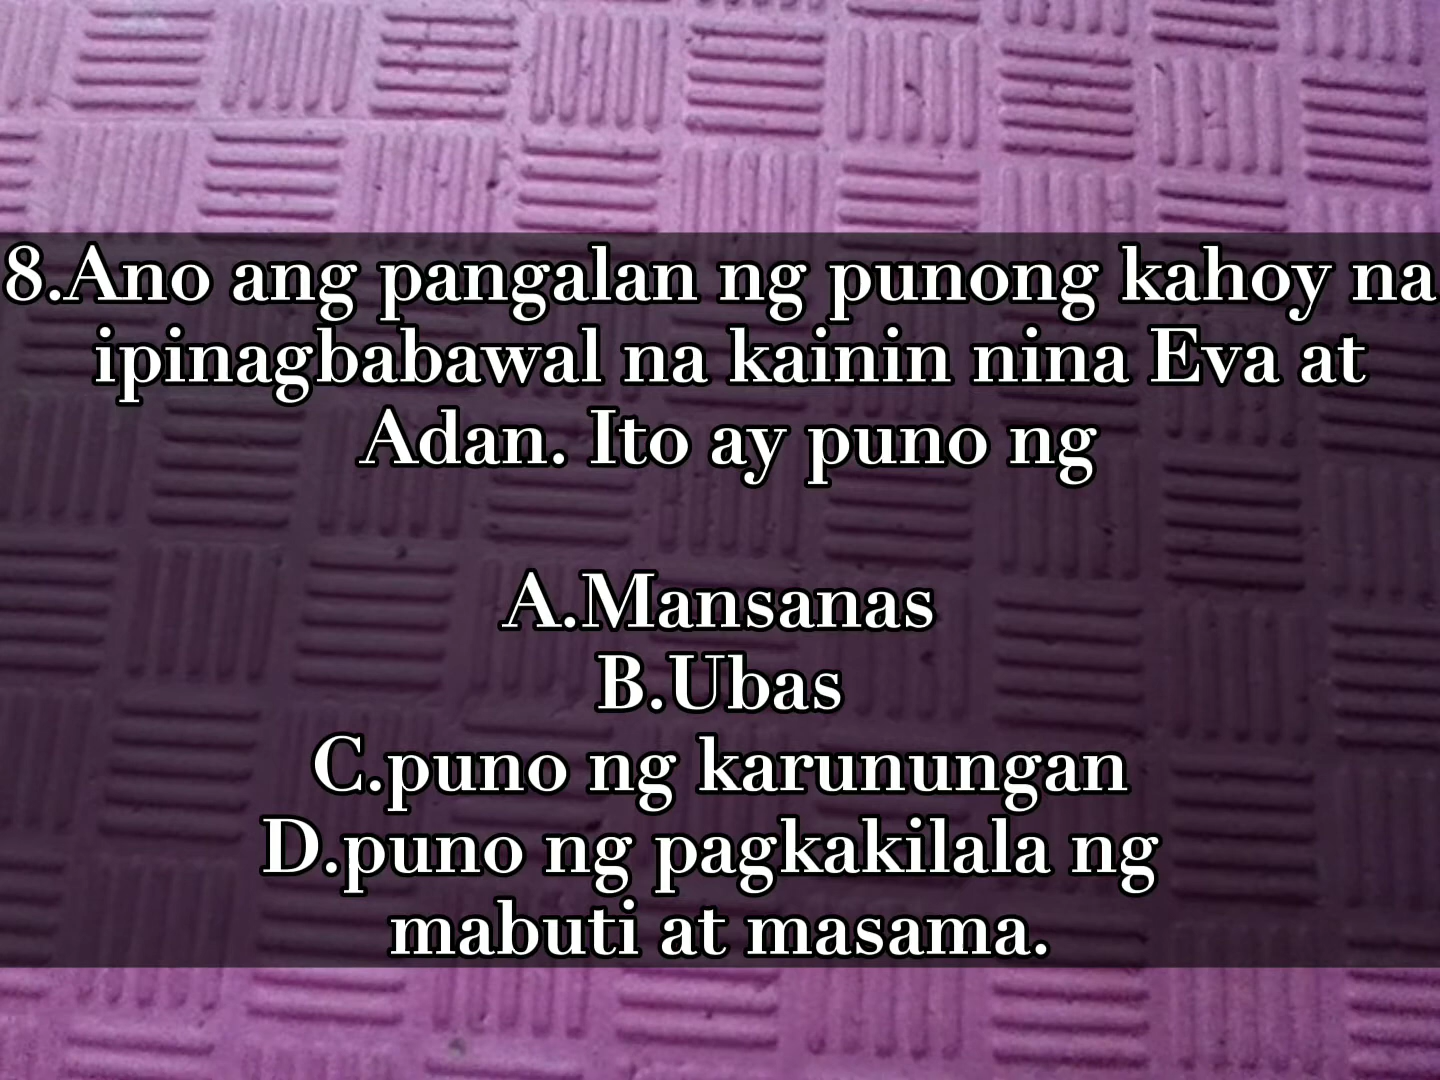 8.Ano ang pangalan ng punong kahoy na
ipinagbabawal na kainin nina Eva at
Adan. Ito ay puno ng
A.Mansanas
B.Ubas
C.puno ng karunungan
D.puno ng pagkakilala ng
mabuti at masama.